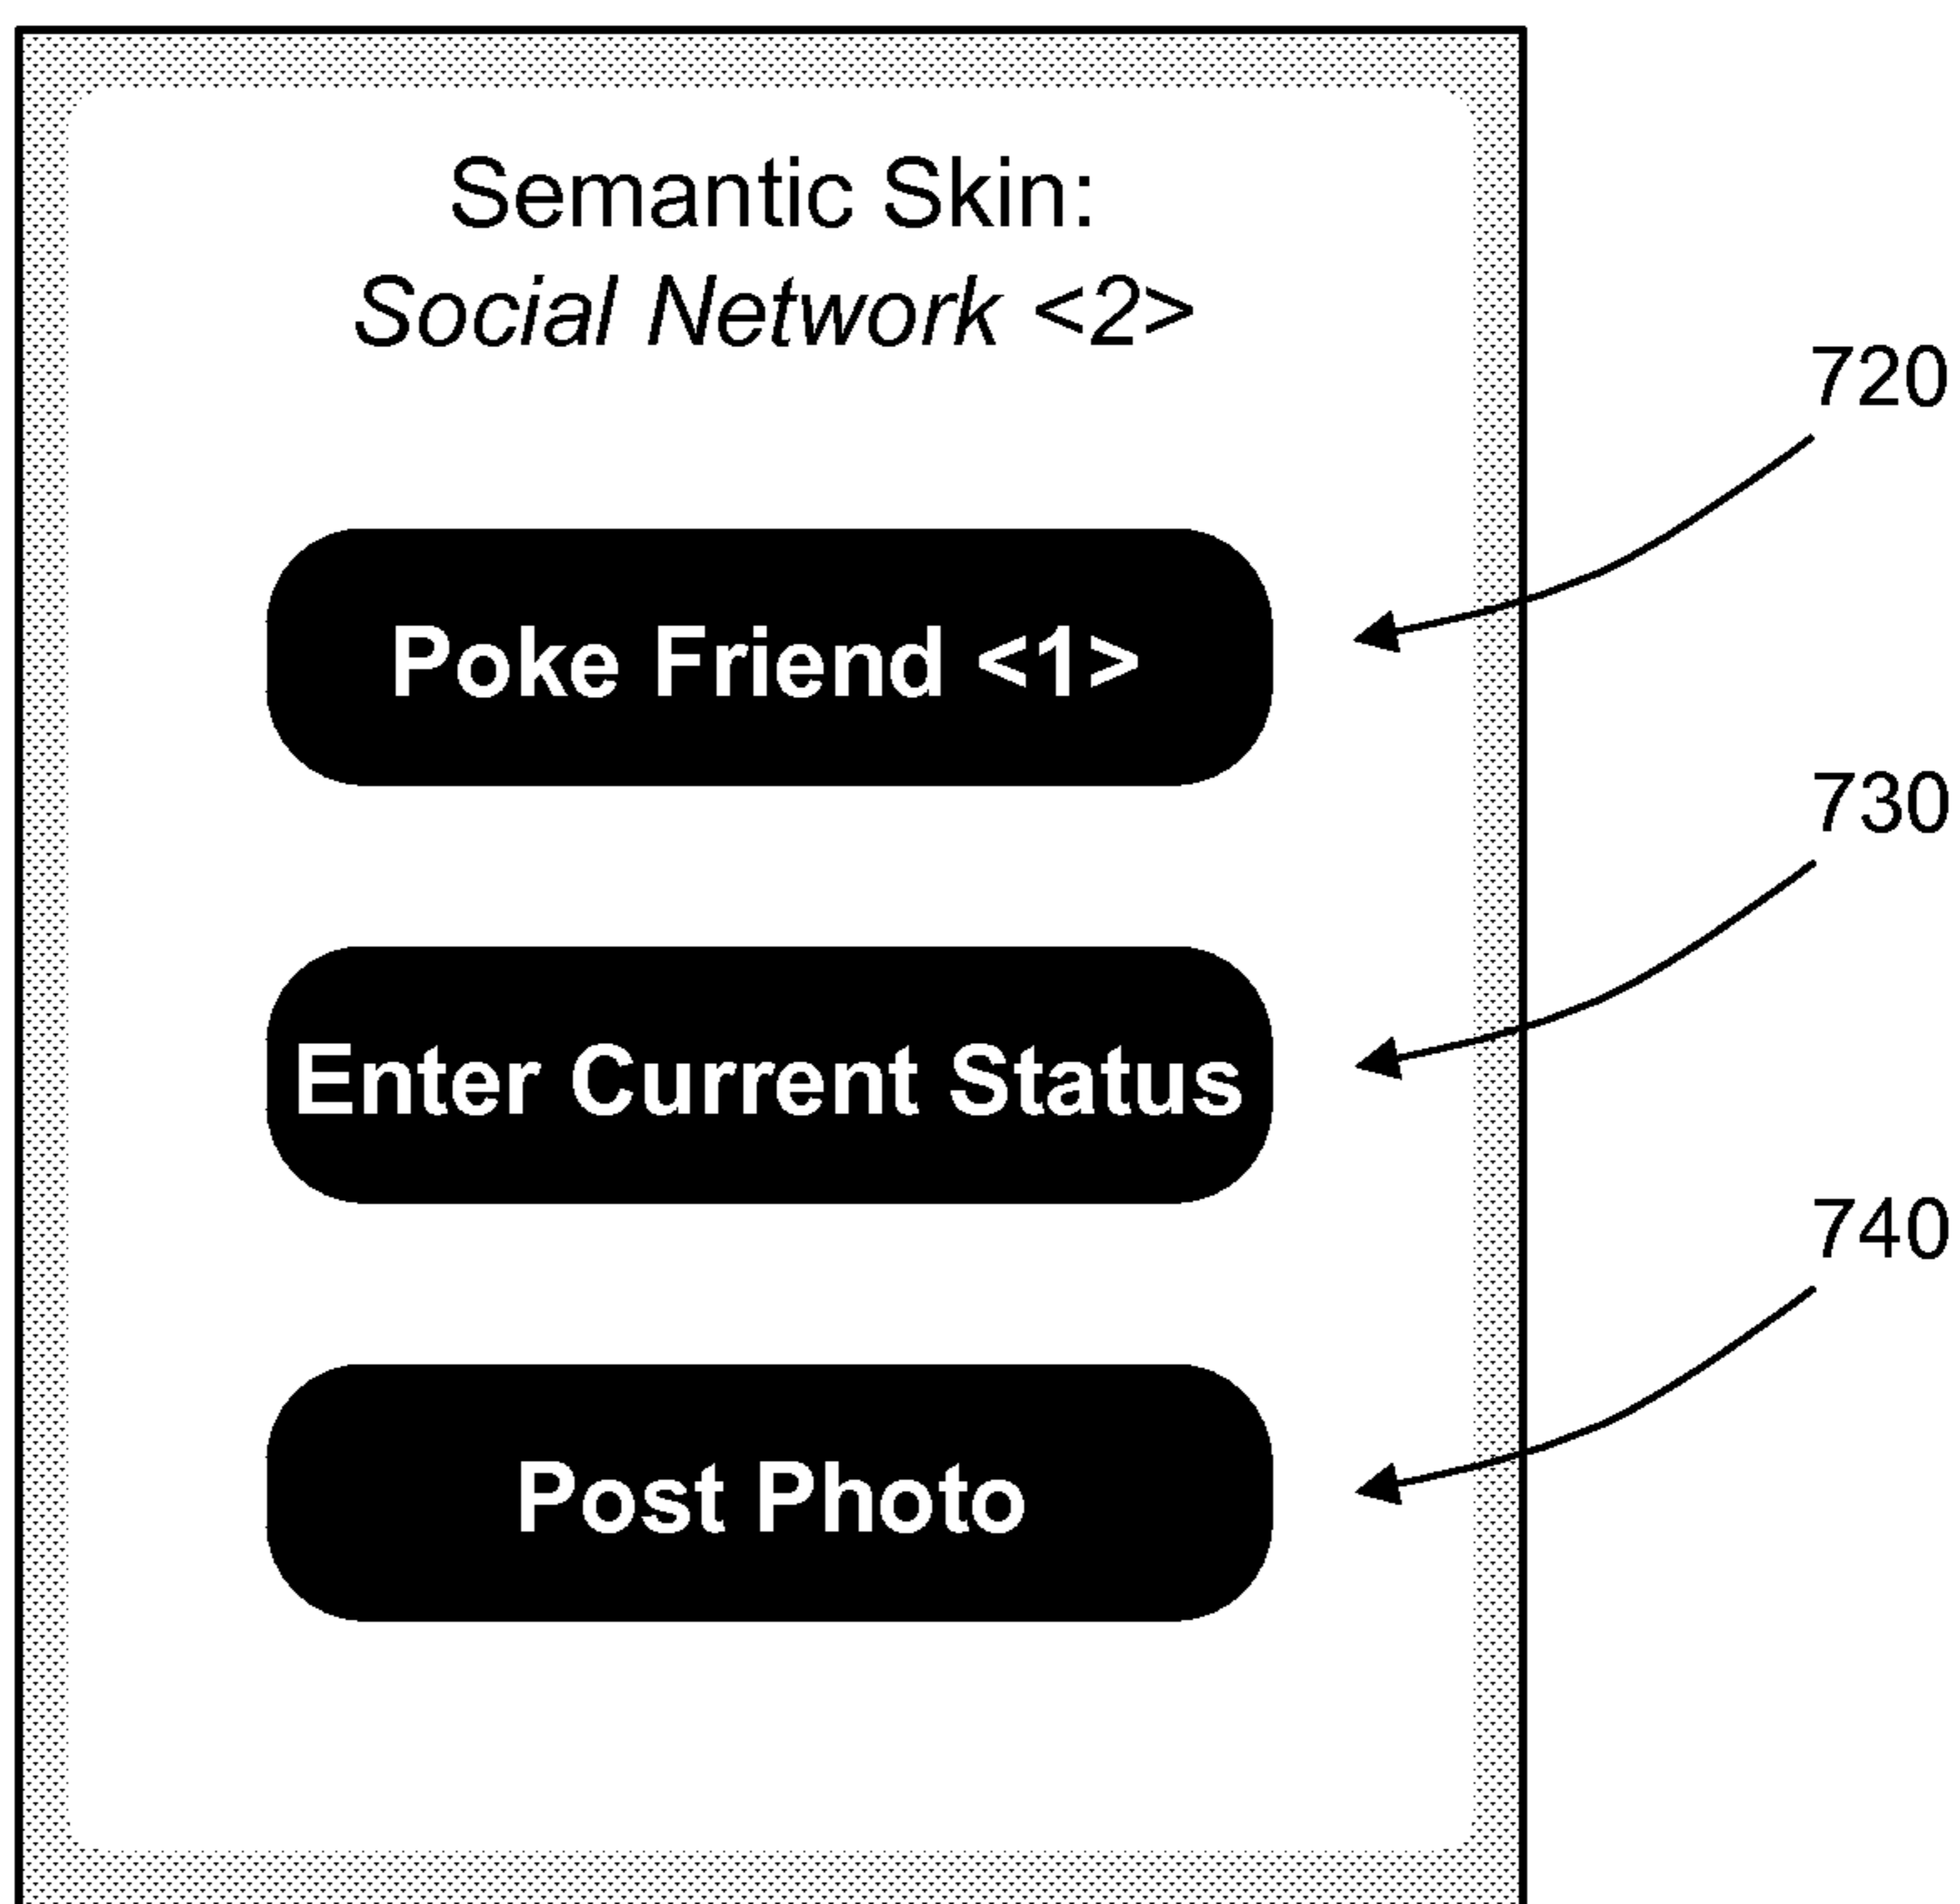 Semantic Skin:
Social Network <2>
720
Poke Friend <1>
730
Enter Current Status
740
Post Photo